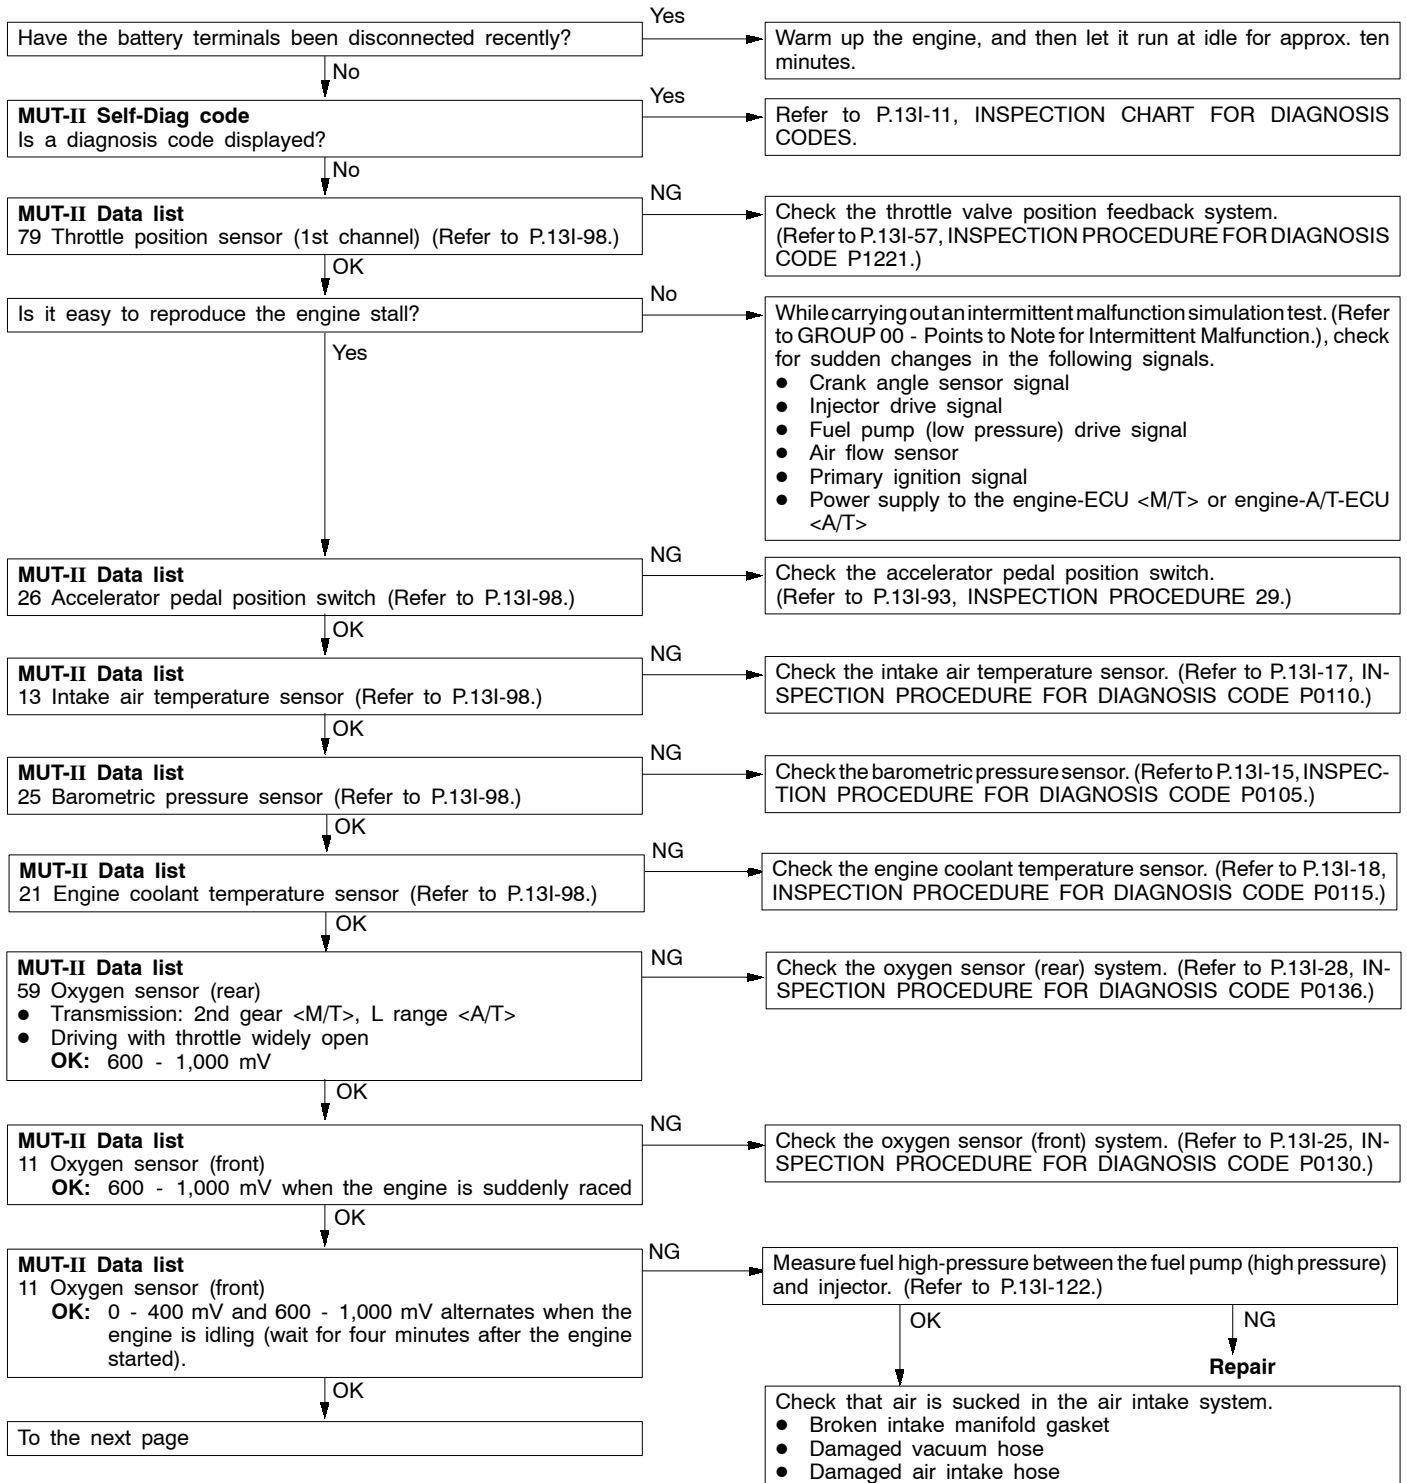 Have the battery terminals been disconnected recently?
Yes
Warm up the engine, and then let it run at idle for approx. ten
minutes.
No
MUT-II Self-Diag code
Is a diagnosis code displayed?
Yes
Refer to P.13I-11, INSPECTION CHART FOR DIAGNOSIS
CODES.
No
MUT-II Data list
79 Throttle position sensor (1st channel) (Refer to P.13I-98.)
NG
Check the throttle valve position feedback system.
(Refer to P.13I-57, INSPECTION PROCEDURE FOR DIAGNOSIS
CODE P1221.)
OK
Is it easy to reproduce the engine stall?
No
While carrying out an intermittent malfunction simulation test. (Refer
to GROUP 00 - Points to Note for Intermittent Malfunction.), check
for sudden changes in the following signals.
● Crank angle sensor signal
● Injector drive signal
● Fuel pump (low pressure) drive signal
● Air flow sensor
● Primary ignition signal
● Power supply to the engine-ECU <M/T> or engine-A/T-ECU
<A/T>
Yes
MUT-II Data list
26 Accelerator pedal position switch (Refer to P.13I-98.)
NG
Check the accelerator pedal position switch.
(Refer to P.13I-93, INSPECTION PROCEDURE 29.)
OK
MUT-II Data list
13 Intake air temperature sensor (Refer to P.13I-98.)
NG
Check the intake air temperature sensor. (Refer to P.13I-17, IN-
SPECTION PROCEDURE FOR DIAGNOSIS CODE P0110.)
OK
MUT-II Data list
25 Barometric pressure sensor (Refer to P.13I-98.)
NG
Check the barometric pressure sensor. (Refer to P.13I-15, INSPEC-
TION PROCEDURE FOR DIAGNOSIS CODE P0105.)
OK
MUT-II Data list
21 Engine coolant temperature sensor (Refer to P.13I-98.)
NG
Check the engine coolant temperature sensor. (Refer to P.13I-18,
INSPECTION PROCEDURE FOR DIAGNOSIS CODE P0115.)
OK
MUT-II Data list
59 Oxygen sensor (rear)
● Transmission: 2nd gear <M/T>, L range <A/T>
● Driving with throttle widely open
OK: 600 - 1,000 mV
NG
Check the oxygen sensor (rear) system. (Refer to P.13I-28, IN-
SPECTION PROCEDURE FOR DIAGNOSIS CODE P0136.)
OK
MUT-II Data list
11 Oxygen sensor (front)
OK: 600 - 1,000 mV when the engine is suddenly raced
NG
Check the oxygen sensor (front) system. (Refer to P.13I-25, IN-
SPECTION PROCEDURE FOR DIAGNOSIS CODE P0130.)
OK
MUT-II Data list
11 Oxygen sensor (front)
OK: 0 - 400 mV and 600 - 1,000 mV alternates when the
engine is idling (wait for four minutes after the engine
started).
NG
Measure fuel high-pressure between the fuel pump (high pressure)
and injector. (Refer to P.13I-122.)
OK
NG
Repair
Check that air is sucked in the air intake system.
● Broken intake manifold gasket
● Damaged vacuum hose
● Damaged air intake hose
OK
To the next page